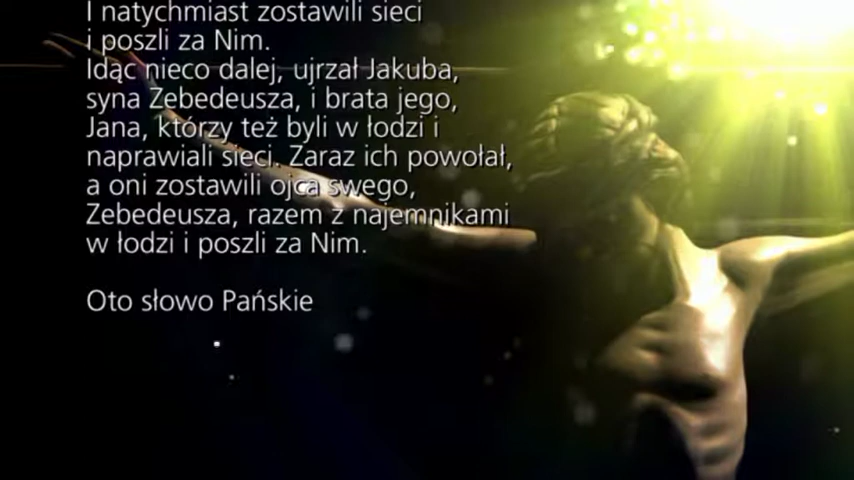 I natychmiast zostawili sieci
i poszli za Nim.
Idąc nieco dalej, ujrzał Jakuba,
syna Zebedeusza, i brata jego,
Jana, którzy też byli w łodzi i
naprawiali sieci. Zaraz ich powołał,
a oni zostawili ojca swego,
Zebedeusza, razem z najemnikami
w łodzi i poszli za Nim.
Oto słowo Pańskie